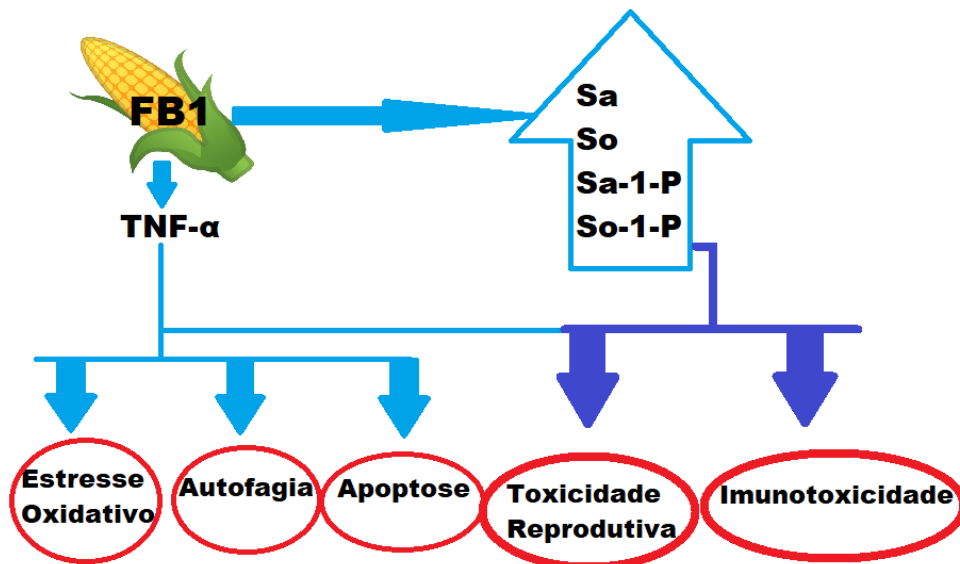 FB1
Sa
So
Sa-1-P
So-1-P
TNF-α
Estresse
Oxidativo
Autofagia
Apoptose
Toxicidade
Reprodutiva
Imunotoxicidade